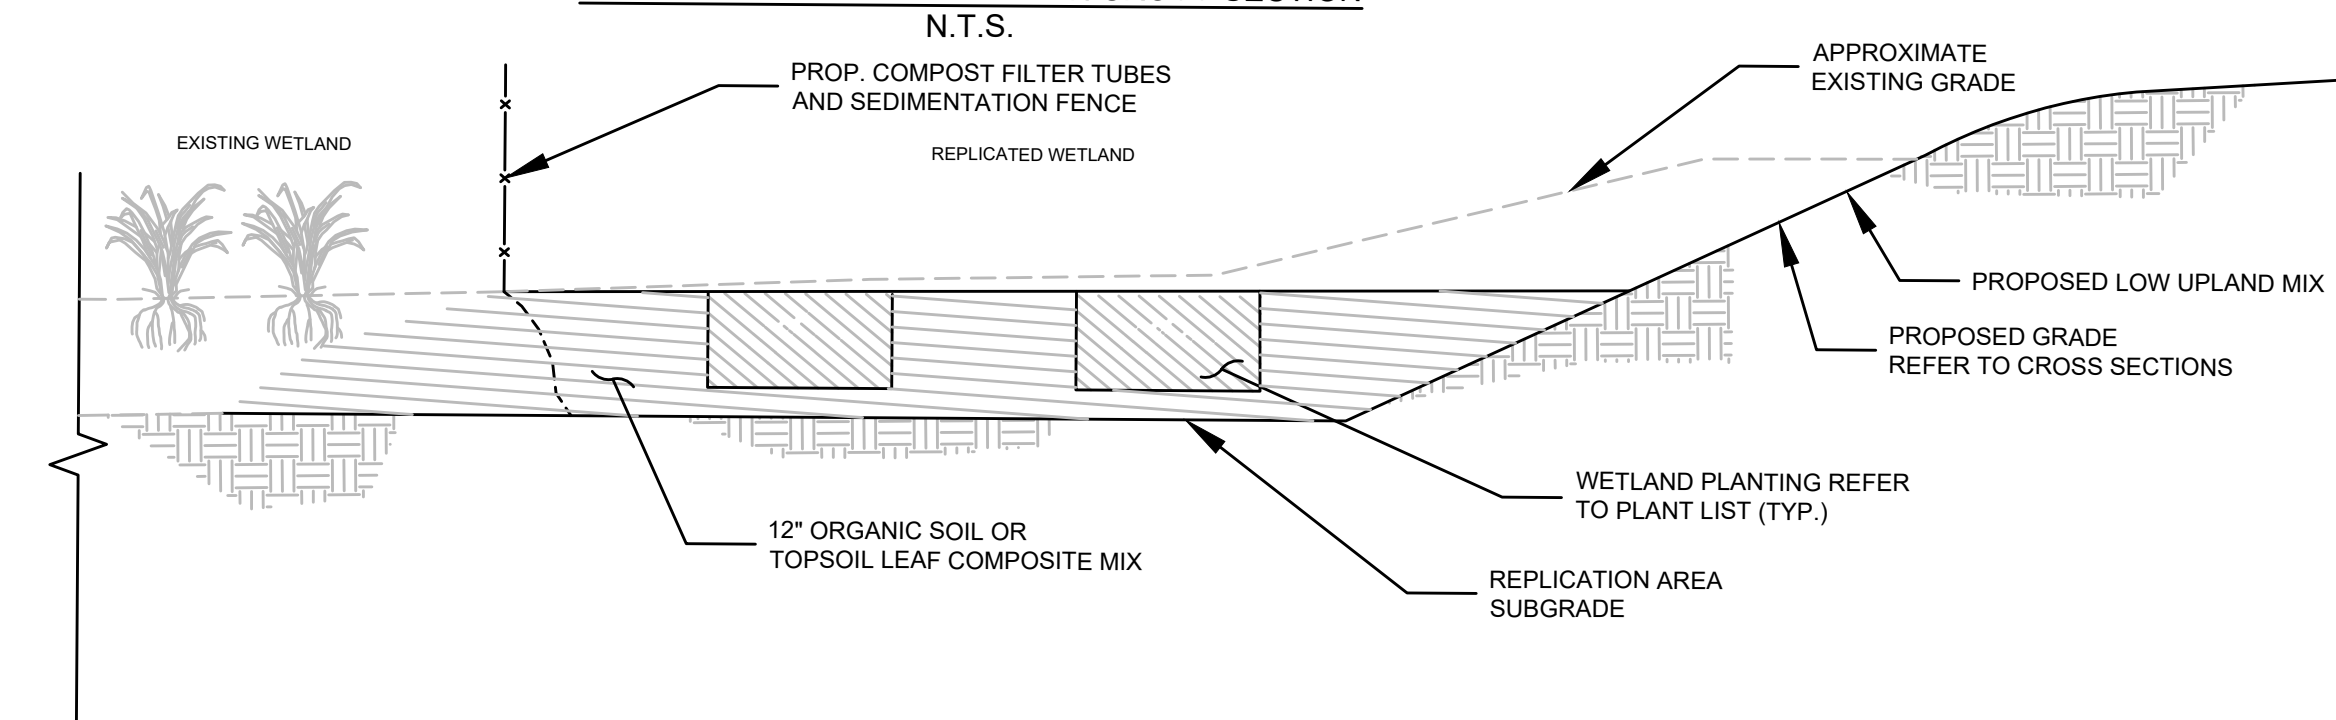 SECTION
N.T.S.
PROP. COMPOST FILTER TUBES
AND SEDIMENTATION FENCE
APPROXIMATE
EXISTING GRADE
EXISTING WETLAND
REPLICATED WETLAND
PROPOSED LOW UPLAND MIX
PROPOSED GRADE
REFER TO CROSS SECTIONS
WETLAND PLANTING REFER
TO PLANT LIST (TYP.)
12" ORGANIC SOIL OR
TOPSOIL LEAF COMPOSITE MIX
REPLICATION AREA
SUBGRADE